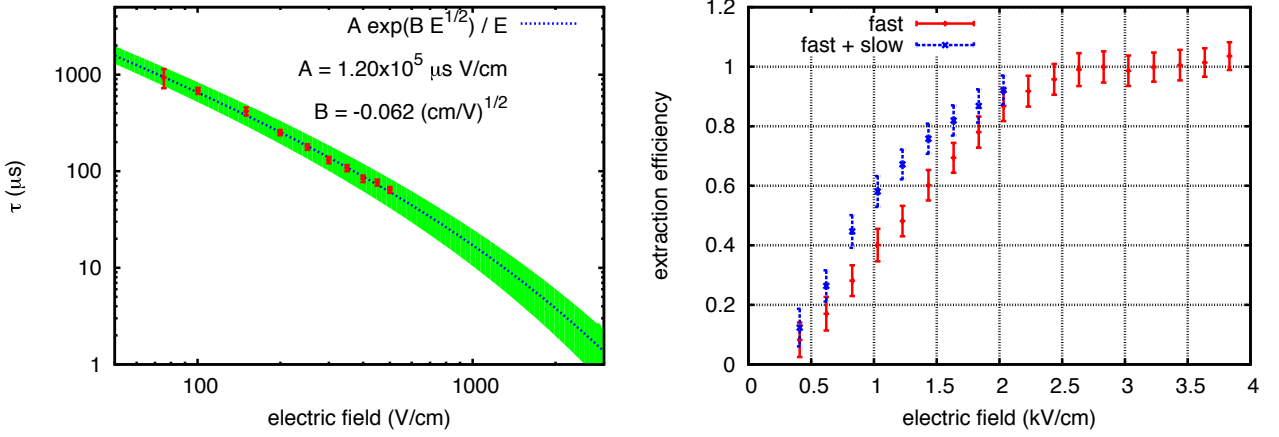 A exp(B E^{1/2}) / E
A = 1.20x10^5 μs V/cm
B = -0.062 (cm/V)^{1/2}
τ (μs)
1000
100
10
1
100 1000
electric field (V/cm)
fast
fast + slow
extraction efficiency
1.2
1
0.8
0.6
0.4
0.2
0
0 0.5 1 1.5 2 2.5 3 3.5 4
electric field (kV/cm)